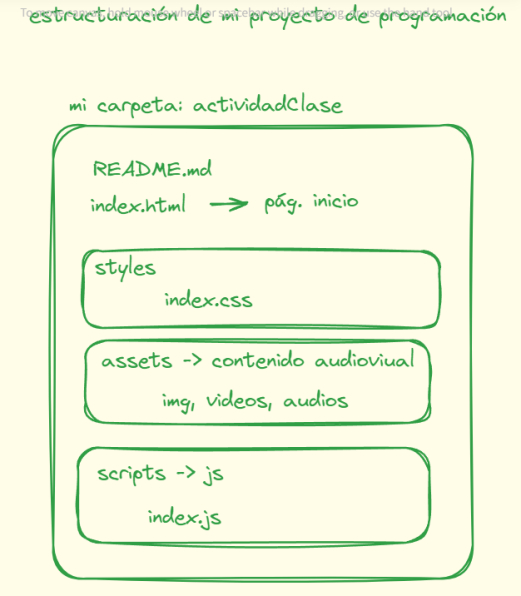 To move canvas, hold mouse wheel or spacebar while dragging, or use the hand tool
estructuración de mi proyecto de programación
mi carpeta: actividadClase
README.md
index.html → pág. inicio
styles
index.css
assets -> contenido audioviual
img, videos, audios
scripts -> js
index.js